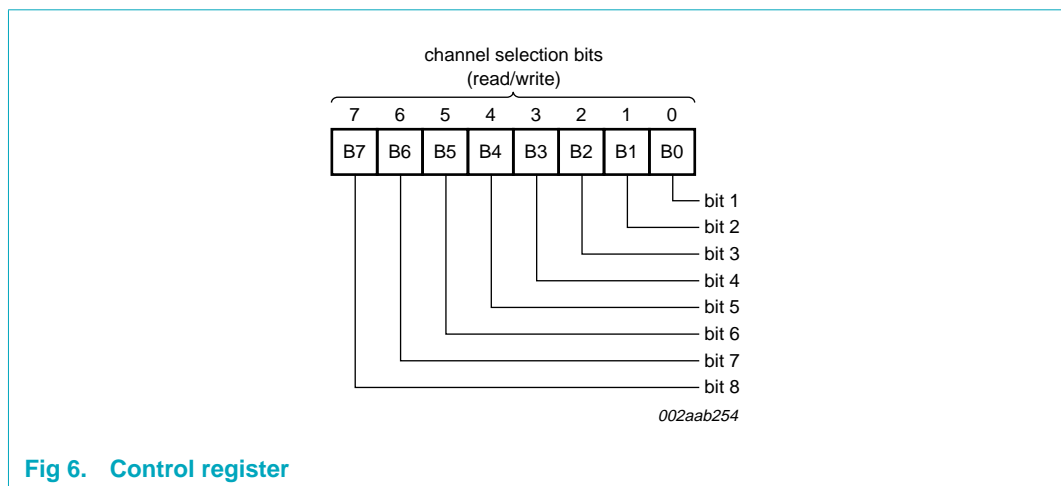 channel selection bits
(read/write)
7 6 5 4 3 2 1 0
B7 B6 B5 B4 B3 B2 B1 B0
bit 1
bit 2
bit 3
bit 4
bit 5
bit 6
bit 7
bit 8
002aab254
Fig 6. Control register